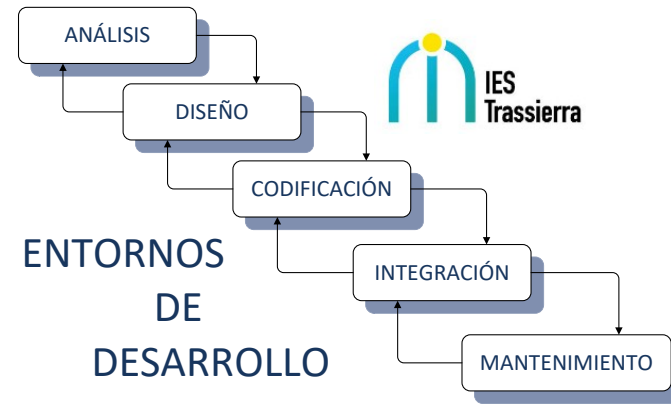 ANÁLISIS
DISEÑO
IES
Trassierra
CODIFICACIÓN
ENTORNOS
DE
DESARROLLO
INTEGRACIÓN
MANTENIMIENTO